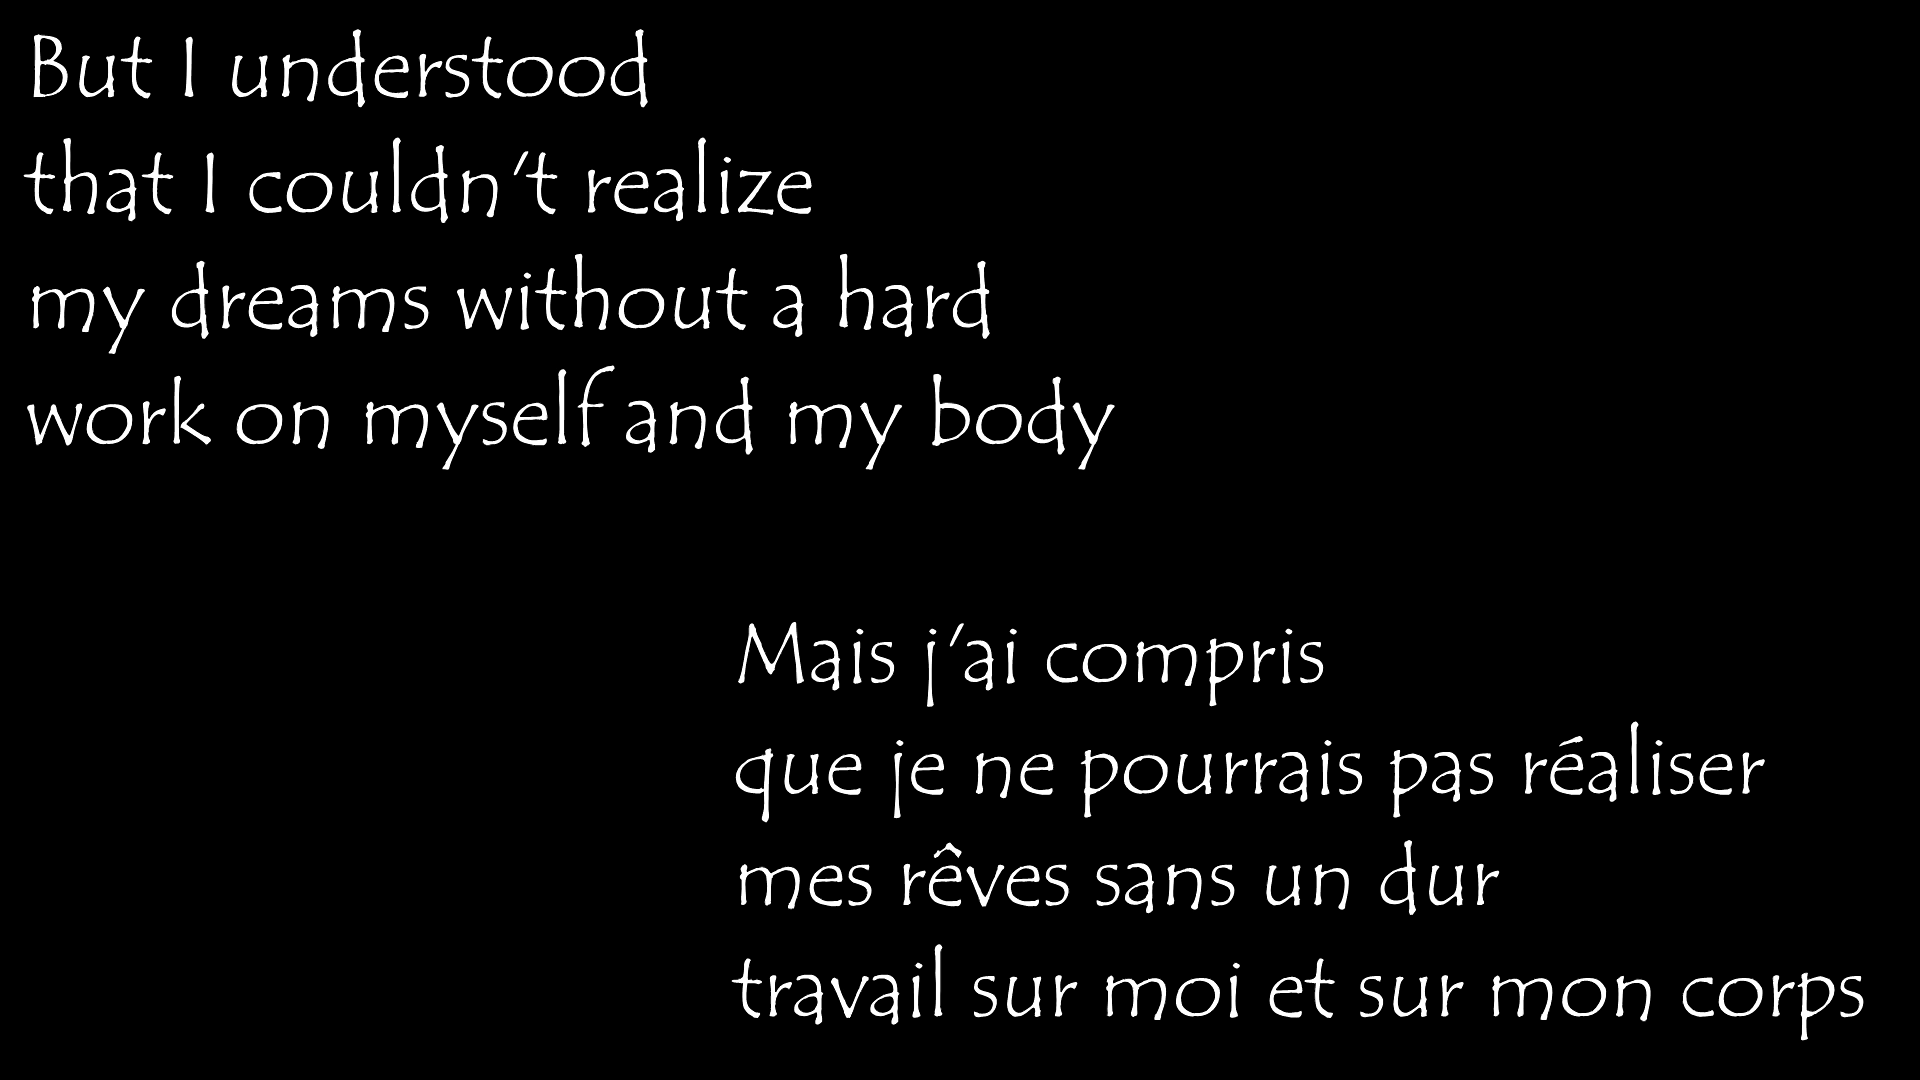 But I understood
that I couldn't realize
my dreams without a hard
work on myself and my body
Mais j'ai compris
que je ne pourrais pas réaliser
mes rêves sans un dur
travail sur moi et sur mon corps